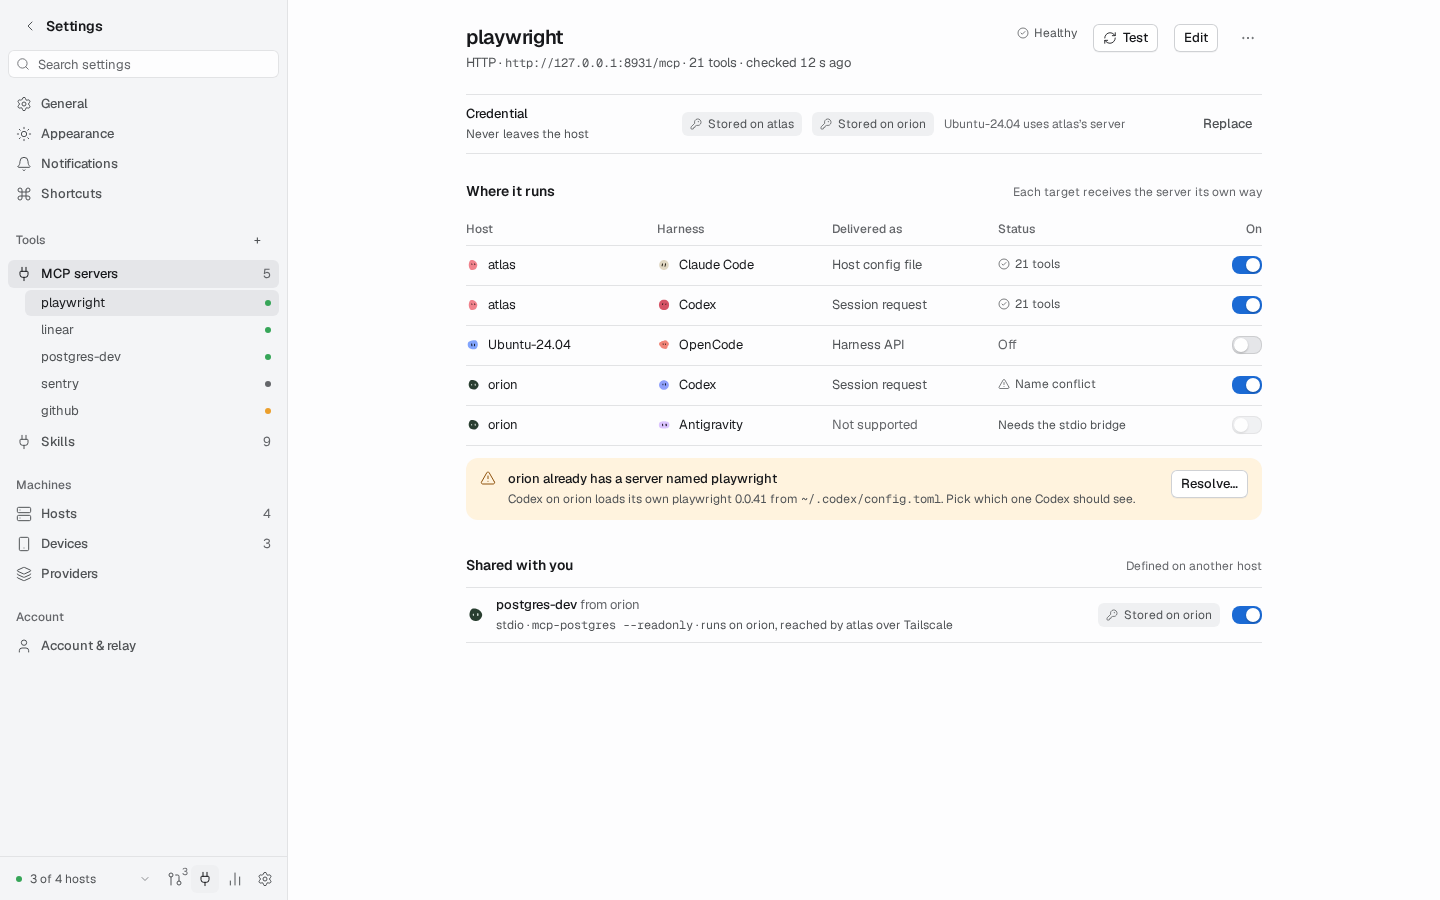 Settings
Search settings
General
Appearance
Notifications
Shortcuts
Tools +
MCP servers 5
playwright
linear
postgres-dev
sentry
github
Skills 9
Machines
Hosts 4
Devices 3
Providers
Account
Account & relay
3 of 4 hosts 3
playwright
Healthy Test Edit ···
HTTP · http://127.0.0.1:8931/mcp · 21 tools · checked 12 s ago
Credential
Never leaves the host
Stored on atlas Stored on orion Ubuntu-24.04 uses atlas's server Replace
Where it runs Each target receives the server its own way
Host Harness Delivered as Status On
atlas Claude Code Host config file 21 tools
atlas Codex Session request 21 tools
Ubuntu-24.04 OpenCode Harness API Off
orion Codex Session request Name conflict
orion Antigravity Not supported Needs the stdio bridge
orion already has a server named playwright
Codex on orion loads its own playwright 0.0.41 from ~/.codex/config.toml. Pick which one Codex should see.
Resolve…
Shared with you Defined on another host
postgres-dev from orion
stdio · mcp-postgres --readonly · runs on orion, reached by atlas over Tailscale
Stored on orion